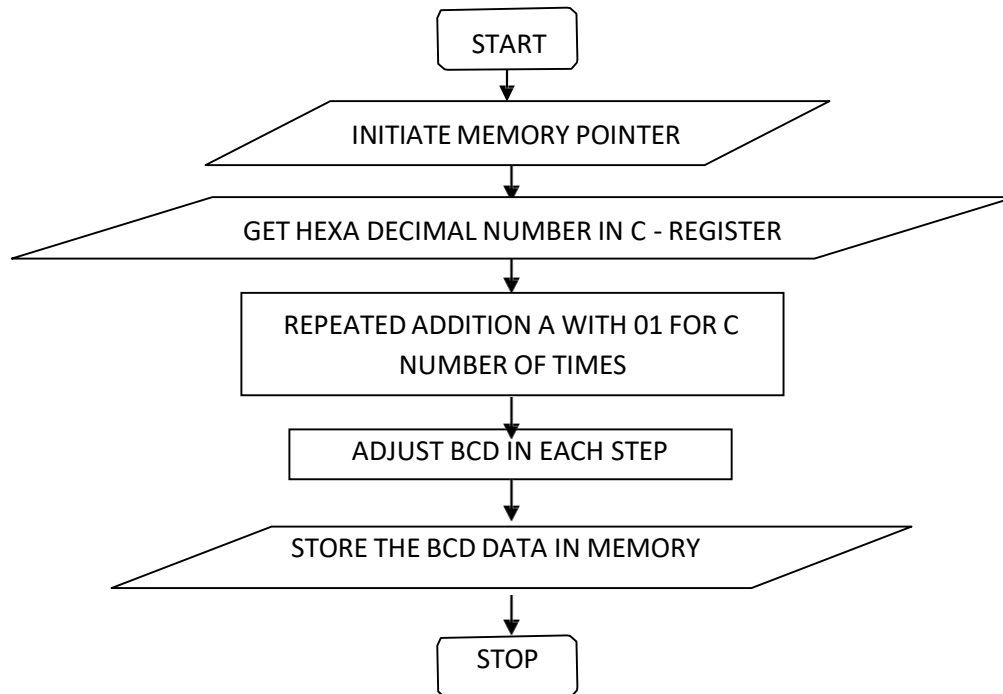 START
INITIATE MEMORY POINTER
GET HEXA DECIMAL NUMBER IN C - REGISTER
REPEATED ADDITION A WITH 01 FOR C
NUMBER OF TIMES
ADJUST BCD IN EACH STEP
STORE THE BCD DATA IN MEMORY
STOP